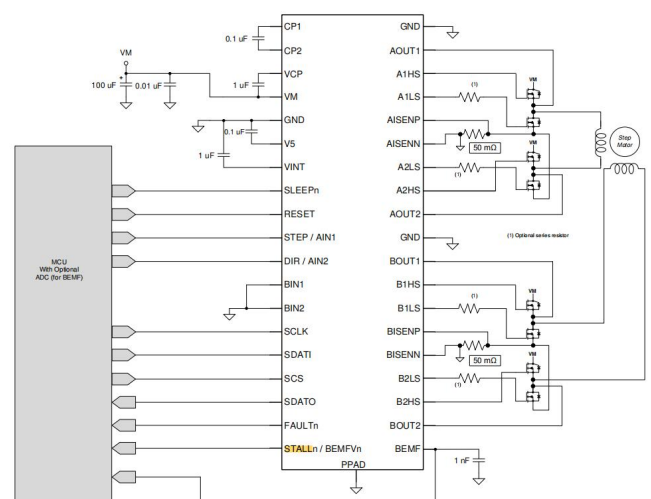 CP1
GND
0.1 uF
CP2
AOUT1
VM
VCP
A1HS
VM
(1)
100 uF
+
0.01 uF
1 uF
VM
A1LS
GND
AISENP
0.1 uF
V5
AISENN
50 mΩ
VM
Step
Motor
1 uF
VINT
A2LS
(1)
SLEEPn
A2HS
RESET
AOUT2
STEP / AIN1
GND
(1) Optional series resistor
MCU
With Optional
ADC (for BEMF)
DIR / AIN2
BOUT1
BIN1
B1HS
VM
(1)
BIN2
B1LS
SCLK
BISENP
SDATI
BISENN
50 mΩ
VM
SCS
B2LS
(1)
SDATO
B2HS
FAULTn
BOUT2
STALLn / BEMFVn
BEMF
PPAD
1 nF